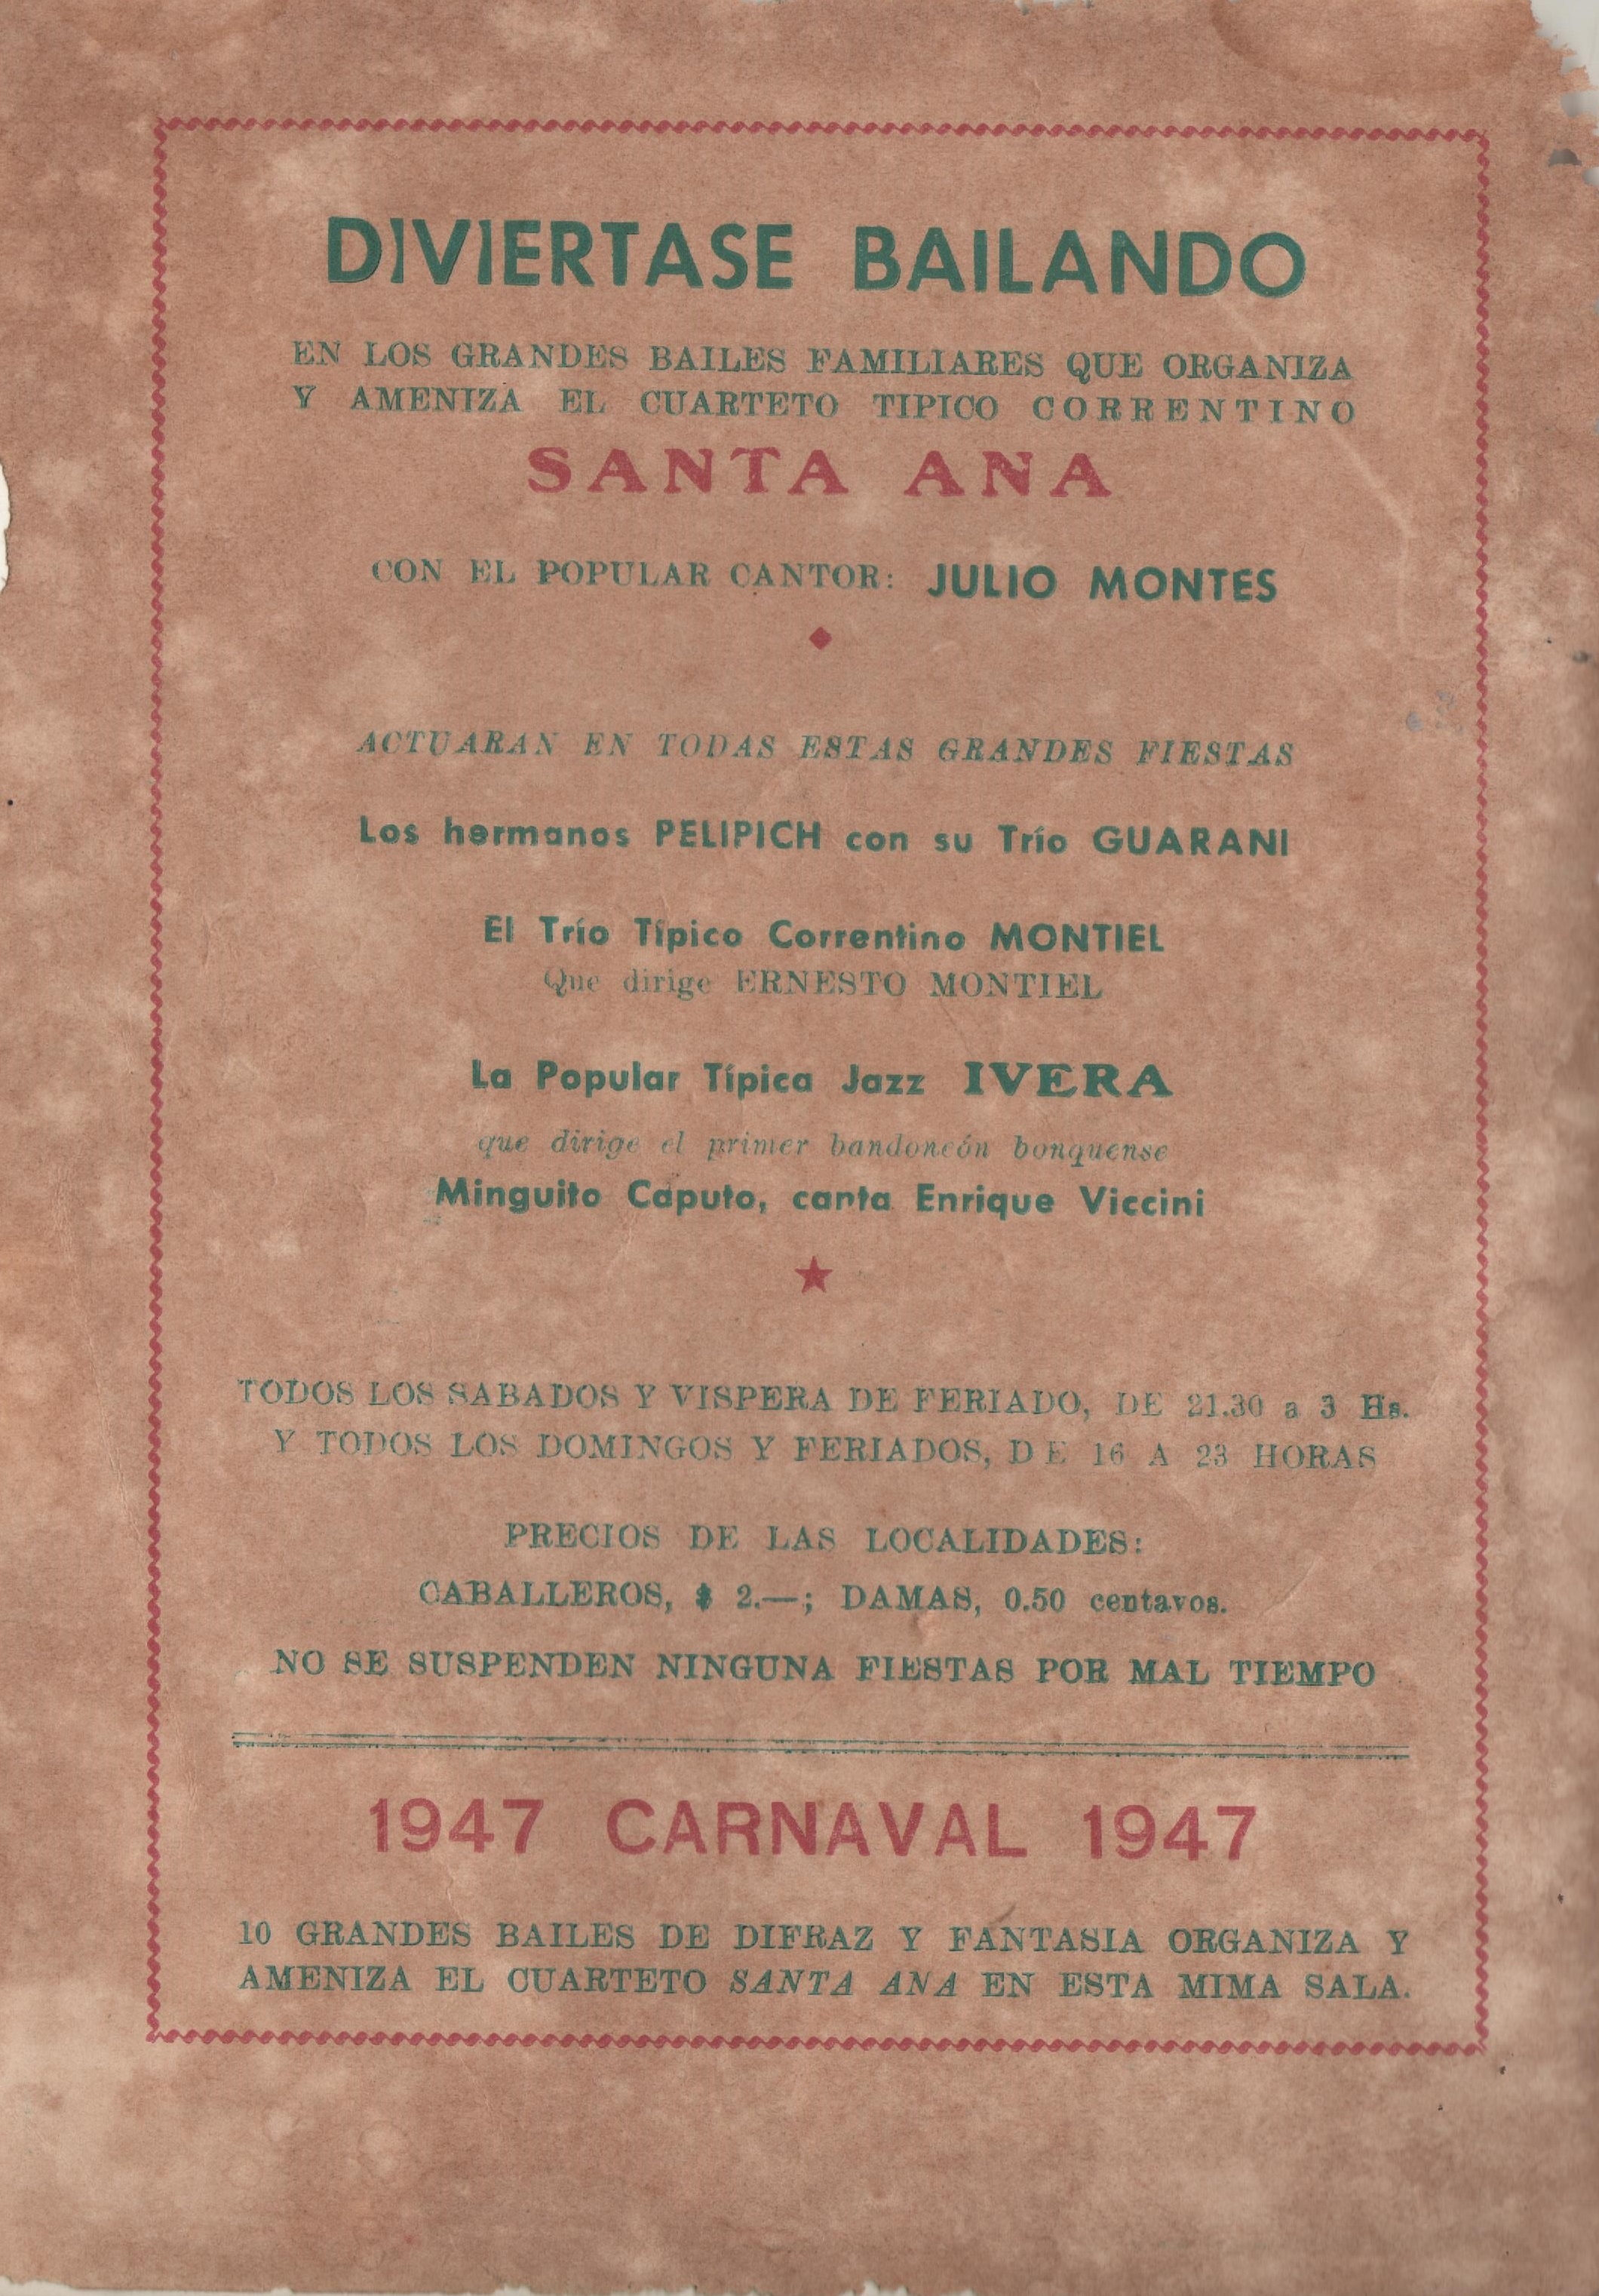 DIVIERTASE BAILANDO
EN LOS GRANDES BAILES FAMILIARES QUE ORGANIZA
Y AMENIZA EL CUARTETO TIPICO CORRENTINO
SANTA ANA
CON EL POPULAR CANTOR: JULIO MONTES
ACTUARAN EN TODAS ESTAS GRANDES FIESTAS
Los hermanos PELIPICH con su Trío GUARANI
El Trío Típico Correntino MONTIEL
Que dirige ERNESTO MONTIEL
La Popular Típica Jazz IVERA
que dirige el primer bandoneón bonquense
Minguito Caputo, canta Enrique Viccini
TODOS LOS SABADOS Y VISPERA DE FERIADO, DE 21.30 a 3 Hs.
Y TODOS LOS DOMINGOS Y FERIADOS, DE 16 A 23 HORAS
PRECIOS DE LAS LOCALIDADES:
CABALLEROS, $ 2.—; DAMAS, 0.50 centavos.
NO SE SUSPENDEN NINGUNA FIESTAS POR MAL TIEMPO
1947 CARNAVAL 1947
10 GRANDES BAILES DE DIFRAZ Y FANTASIA ORGANIZA Y
AMENIZA EL CUARTETO SANTA ANA EN ESTA MIMA SALA.